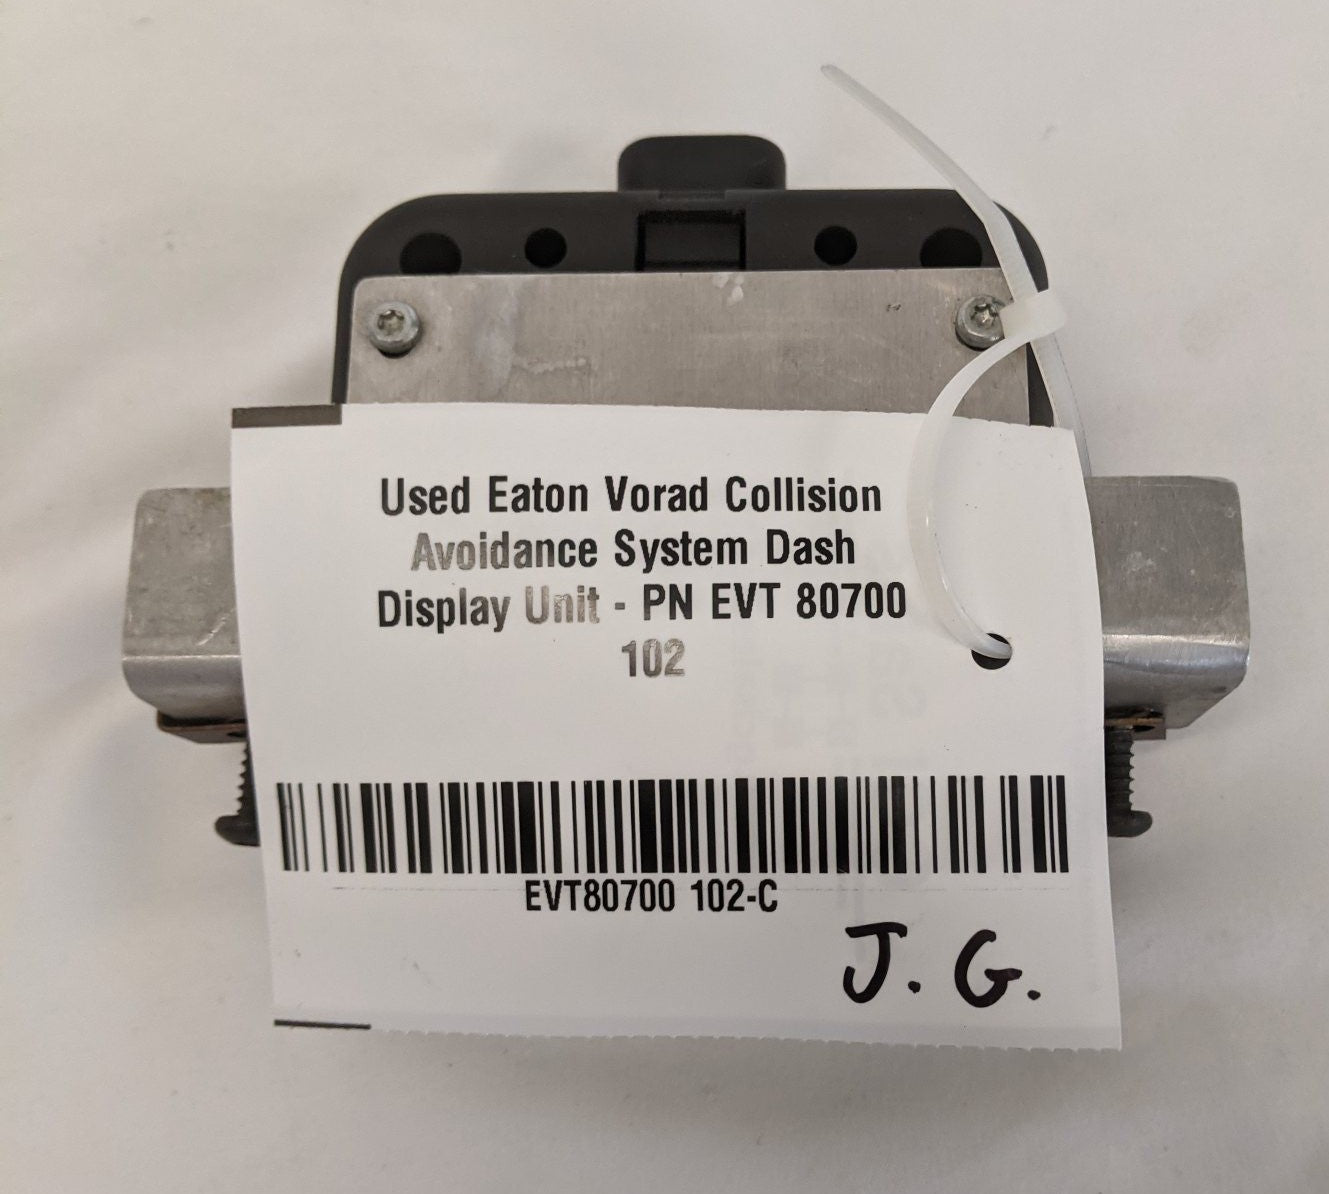 Used Eaton Vorad Collision
Avoidance System Dash
Display Unit - PN EVT 80700
102
EVT80700 102-C
J. G.